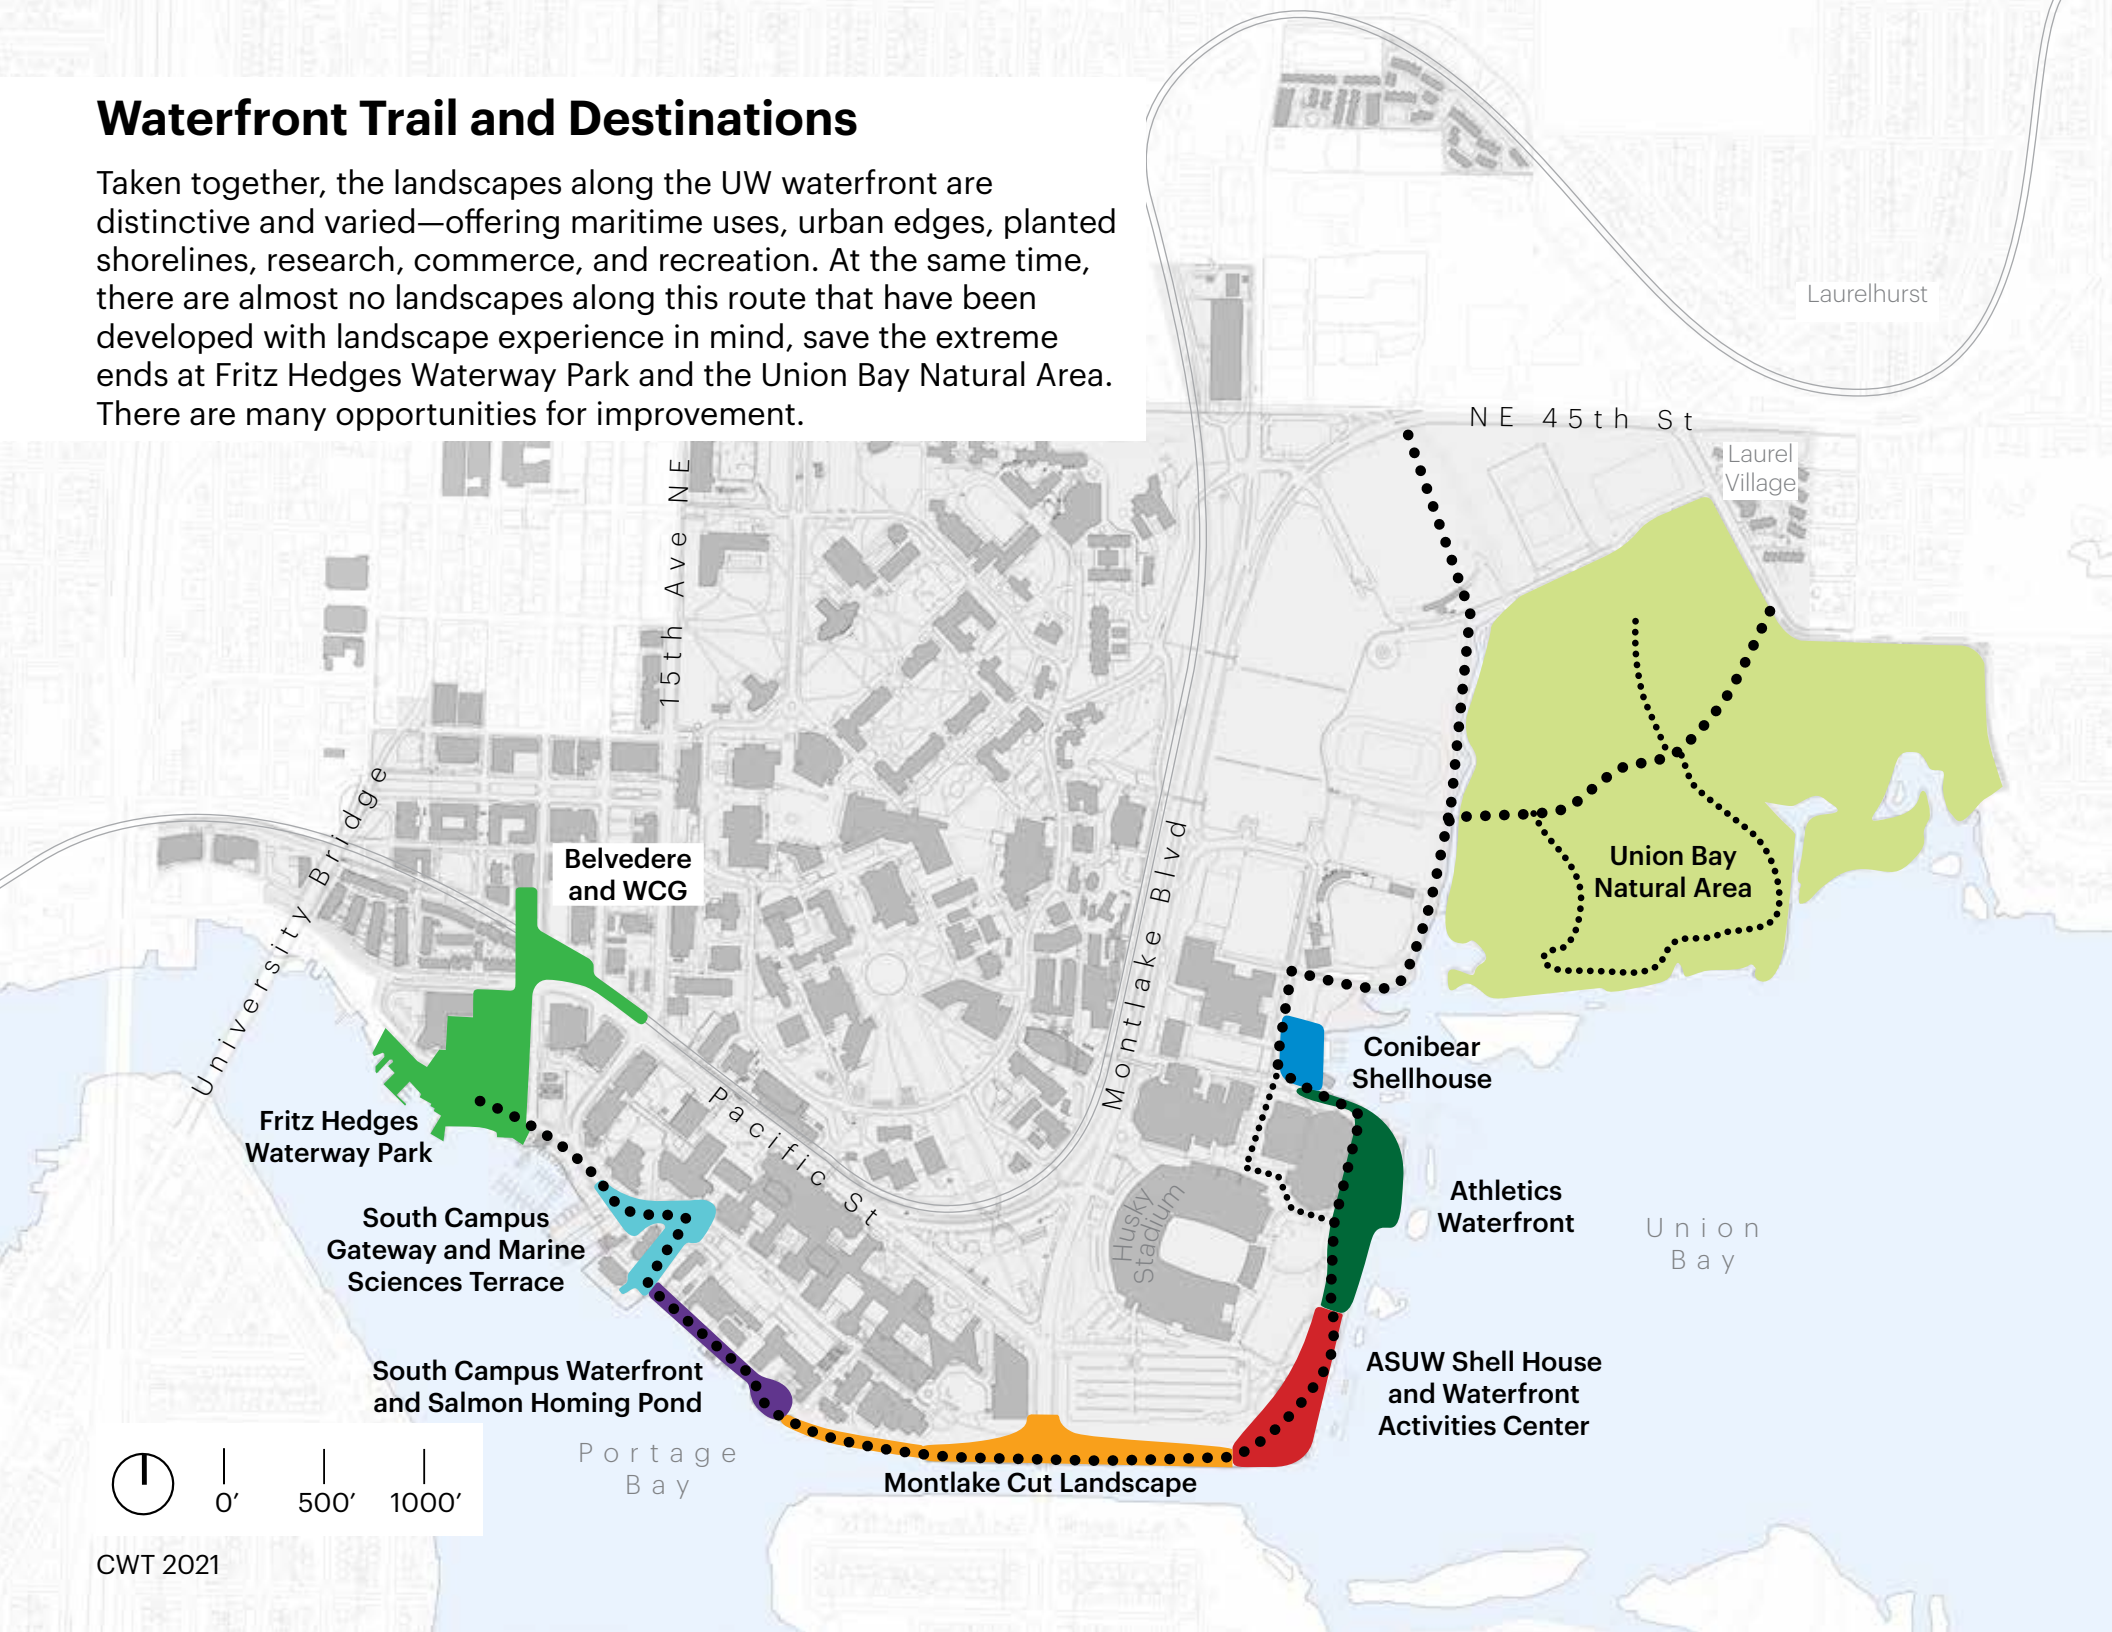 Waterfront Trail and Destinations
Taken together, the landscapes along the UW waterfront are
distinctive and varied—offering maritime uses, urban edges, planted
shorelines, research, commerce, and recreation. At the same time,
there are almost no landscapes along this route that have been
developed with landscape experience in mind, save the extreme
ends at Fritz Hedges Waterway Park and the Union Bay Natural Area.
There are many opportunities for improvement.
Laurelhurst
NE 45th St
Laurel
Village
15th Ave NE
University Bridge
Belvedere
and WCG
Montlake Blvd
Union Bay
Natural Area
Conibear
Shellhouse
Pacific St
Fritz Hedges
Waterway Park
Husky
Stadium
Athletics
Waterfront
Union
Bay
South Campus
Gateway and Marine
Sciences Terrace
South Campus Waterfront
and Salmon Homing Pond
ASUW Shell House
and Waterfront
Activities Center
Portage
Bay
Montlake Cut Landscape
0′ 500′ 1000′
CWT 2021